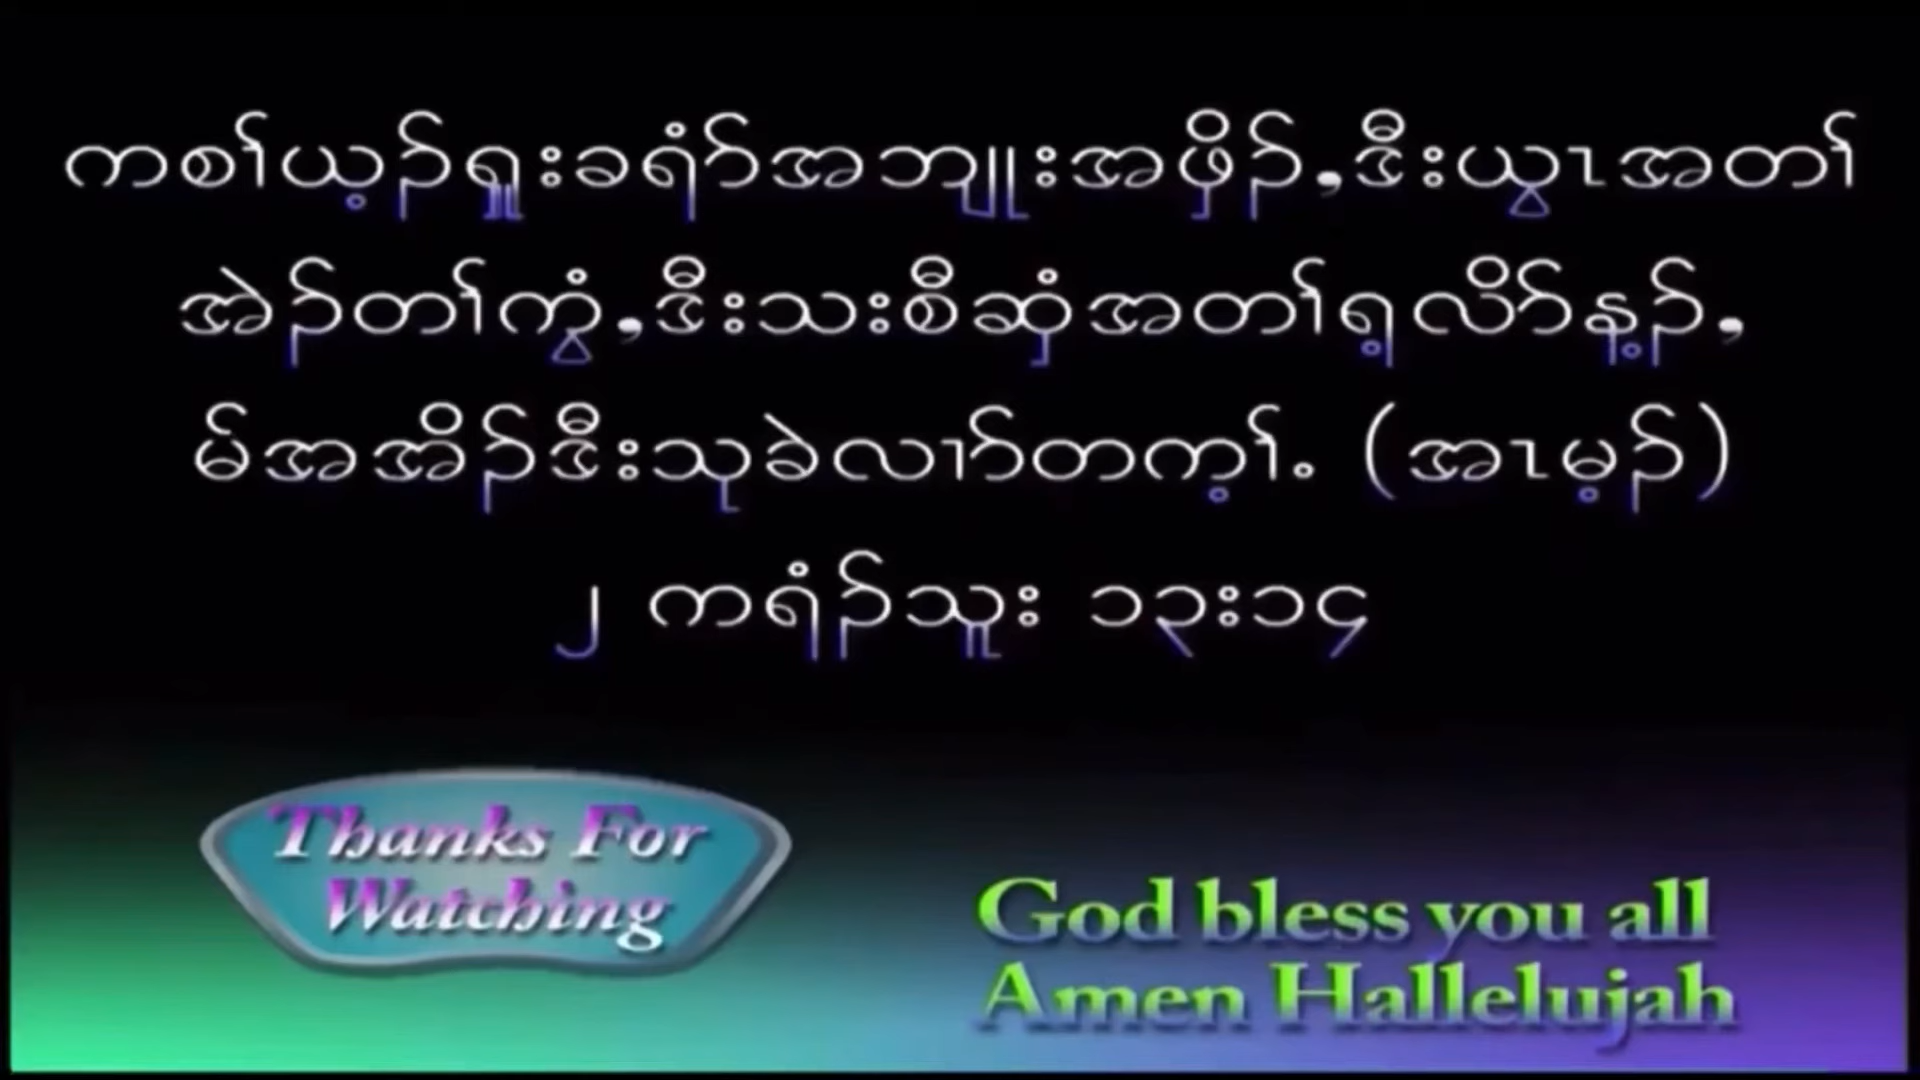 ကစၢ်ယ့ၣ်ရှူးခရံာ်အဘျုးအဖှိၣ်,ဒီးယွၤအတၢ်
အဲၣ်တၢ်ကွံ,ဒီးသးစီဆှံအတၢ်ရ့လိာ်န့ၣ်,
မ်အအိၣ်ဒီးသုခဲလၢာ်တက့ၢ်. (အၤမ့ၣ်)
၂ ကရံၣ်သူး ၁၃း၁၄
Thanks For
Watching
God bless you all
Amen Hallelujah